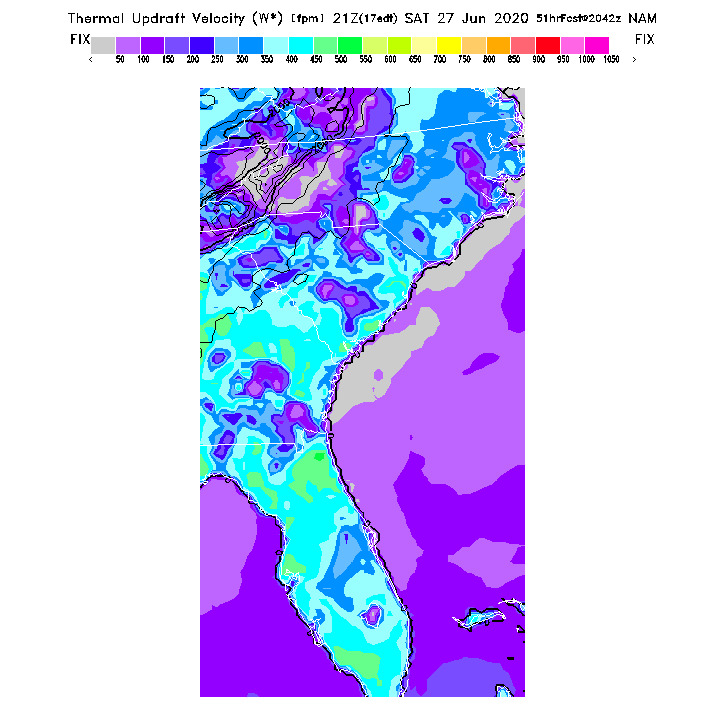 Thermal Updraft Velocity (W*) [fpm] 21Z(17edt) SAT 27 Jun 2020 51hrFcst@2042z NAM
FIX FIX
< 50 100 150 200 250 300 350 400 450 500 550 600 650 700 750 800 850 900 950 1000 1050 >